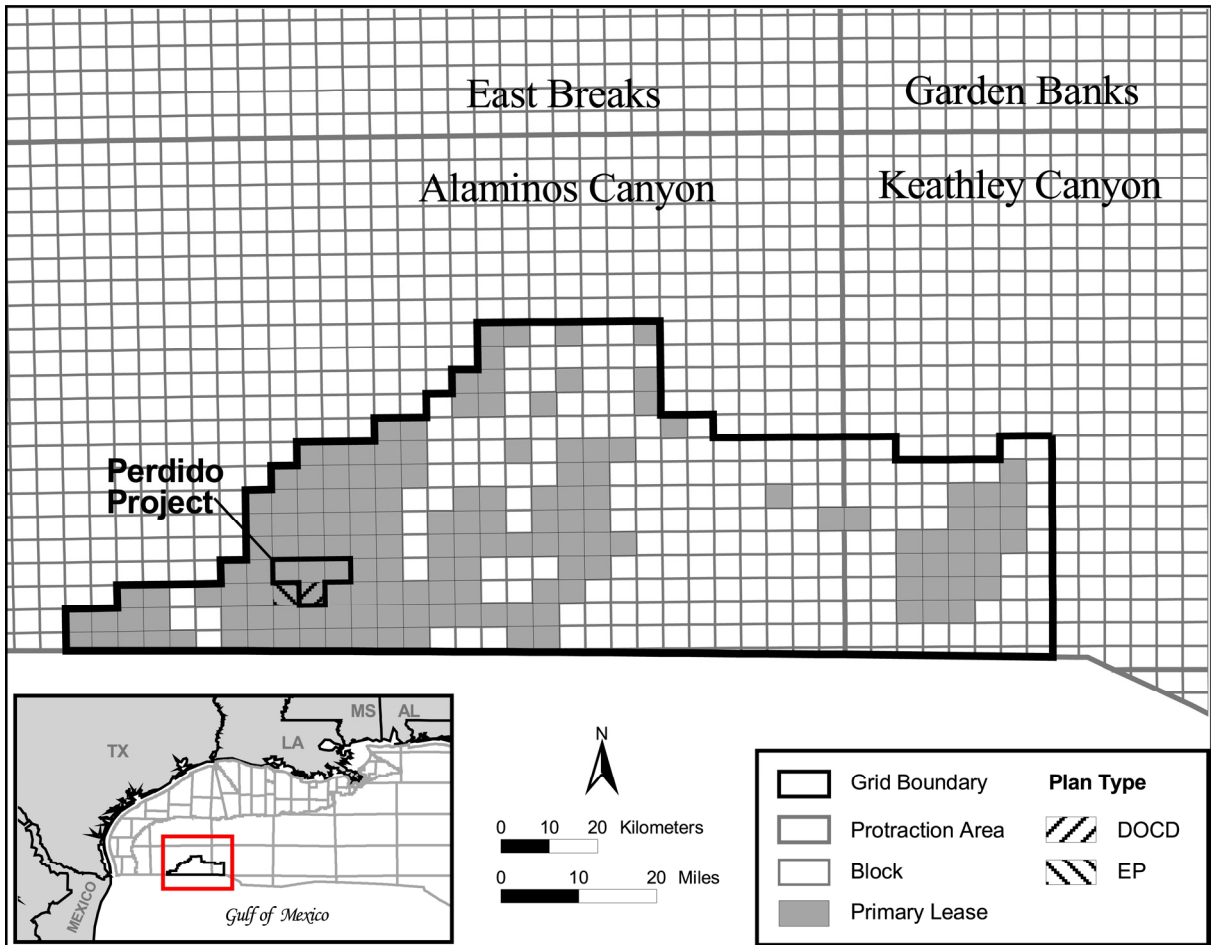 East Breaks
Garden Banks
Alaminos Canyon
Keathley Canyon
Perdido
Project
TX
LA
MS
AL
MEXICO
Gulf of Mexico
N
0 10 20 Kilometers
0 10 20 Miles
Grid Boundary
Protraction Area
Block
Primary Lease
Plan Type
DOCD
EP